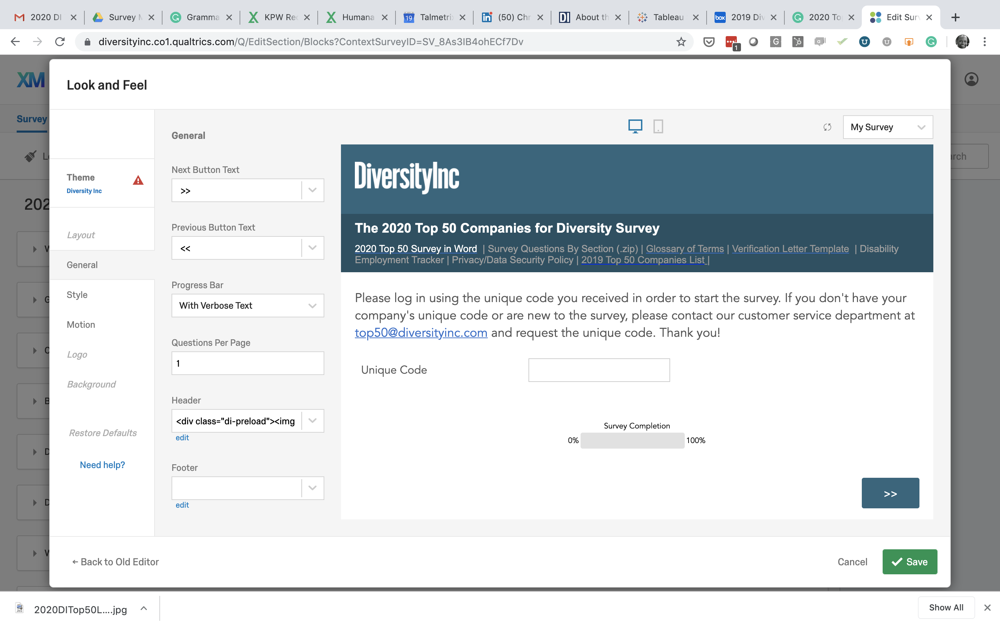 2020 DI
Survey
Gramma
KPW Rec
Humana
19
Talmetri
in
(50) Chr
DI
About th
Tableau
box
2019 Div
2020 To
Edit Surv
diversityinc.co1.qualtrics.com/Q/EditSection/Blocks?ContextSurveyID=SV_8As3IB4ohECf7Dv
1
XM
Look and Feel
Survey
General
My Survey
Theme
Diversity Inc
Layout
General
Style
Motion
Logo
Background
Restore Defaults
Need help?
Next Button Text
>>
Previous Button Text
<<
Progress Bar
With Verbose Text
Questions Per Page
1
Header
<div class="di-preload"><img
edit
Footer
edit
DiversityInc
The 2020 Top 50 Companies for Diversity Survey
2020 Top 50 Survey in Word | Survey Questions By Section (.zip) | Glossary of Terms | Verification Letter Template | Disability
Employment Tracker | Privacy/Data Security Policy | 2019 Top 50 Companies List |
Please log in using the unique code you received in order to start the survey. If you don't have your
company's unique code or are new to the survey, please contact our customer service department at
top50@diversityinc.com and request the unique code. Thank you!
Unique Code
Survey Completion
0% 100%
>>
202
arch
← Back to Old Editor
Cancel
Save
2020DITop50L....jpg
Show All